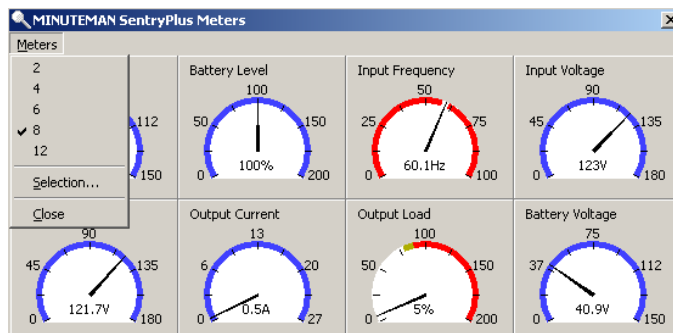 MINUTEMAN SentryPlus Meters
Meters
2
4
6
8
12
Selection...
Close
112
150
Battery Level
0
50
100
150
200
100%
Input Frequency
0
25
50
75
100
60.1Hz
Input Voltage
0
45
90
135
180
123V
0
45
90
135
180
121.7V
Output Current
0
6
13
20
27
0.5A
Output Load
0
50
100
150
200
5%
Battery Voltage
0
37
75
112
150
40.9V